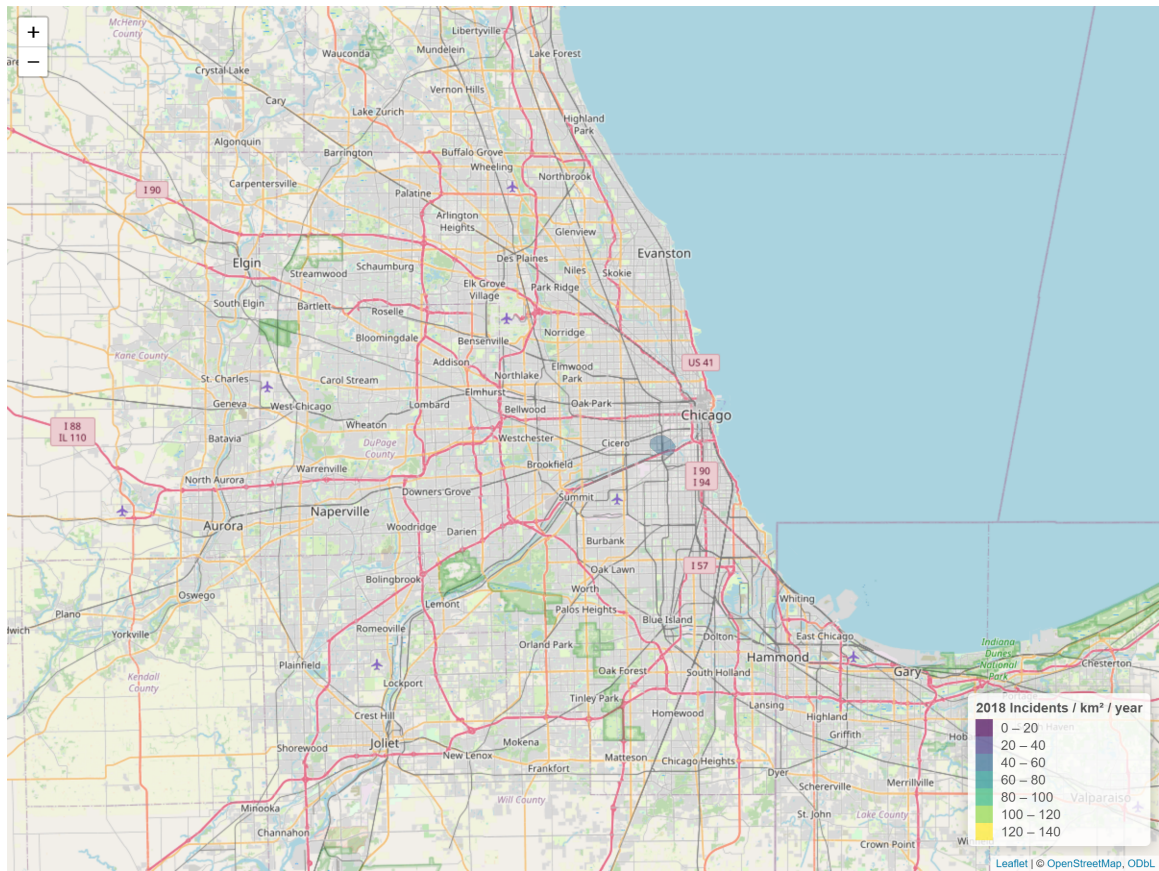 +
−
McHenry
County
Libertyville
Wauconda
Mundelein
Lake Forest
Crystal Lake
Vernon Hills
Cary
Lake Zurich
Highland
Park
Algonquin
Barrington
Buffalo Grove
Wheeling
Northbrook
I 90
Carpentersville
Palatine
Arlington
Heights
Glenview
Evanston
Elgin
Streamwood
Schaumburg
Des Plaines
Niles
Skokie
Elk Grove
Village
Park Ridge
South Elgin
Bartlett
Roselle
Norridge
Bloomingdale
Bensenville
Kane County
Addison
US 41
Elmwood
Park
Northlake
St. Charles
Carol Stream
Elmhurst
Geneva
West Chicago
Lombard
Bellwood
Oak Park
Chicago
Wheaton
I 88
IL 110
Batavia
DuPage
County
Westchester
Cicero
Brookfield
Warrenville
North Aurora
I 90
I 94
Downers Grove
Summit
Naperville
Aurora
Woodridge
Darien
Burbank
I 57
Oak Lawn
Bolingbrook
Worth
Oswego
Lemont
Palos Heights
Whiting
Plano
Blue Island
dwich
Yorkville
Romeoville
Orland Park
Dolton
East Chicago
Indiana
Dunes
National
Park
Plainfield
Hammond
Chesterton
Kendall
County
Lockport
Oak Forest
South Holland
Gary
Tinley Park
Lansing
Crest Hill
Homewood
Highland
Joliet
Mokena
Griffith
Shorewood
New Lenox
Matteson
Chicago Heights
Frankfort
Dyer
Schererville
Merrillville
Will County
Minooka
St. John
Lake County
Valparaiso
Channahon
Crown Point
2018 Incidents / km² / year
0 – 20
20 – 40
40 – 60
60 – 80
80 – 100
100 – 120
120 – 140
Leaflet | © OpenStreetMap, ODbL